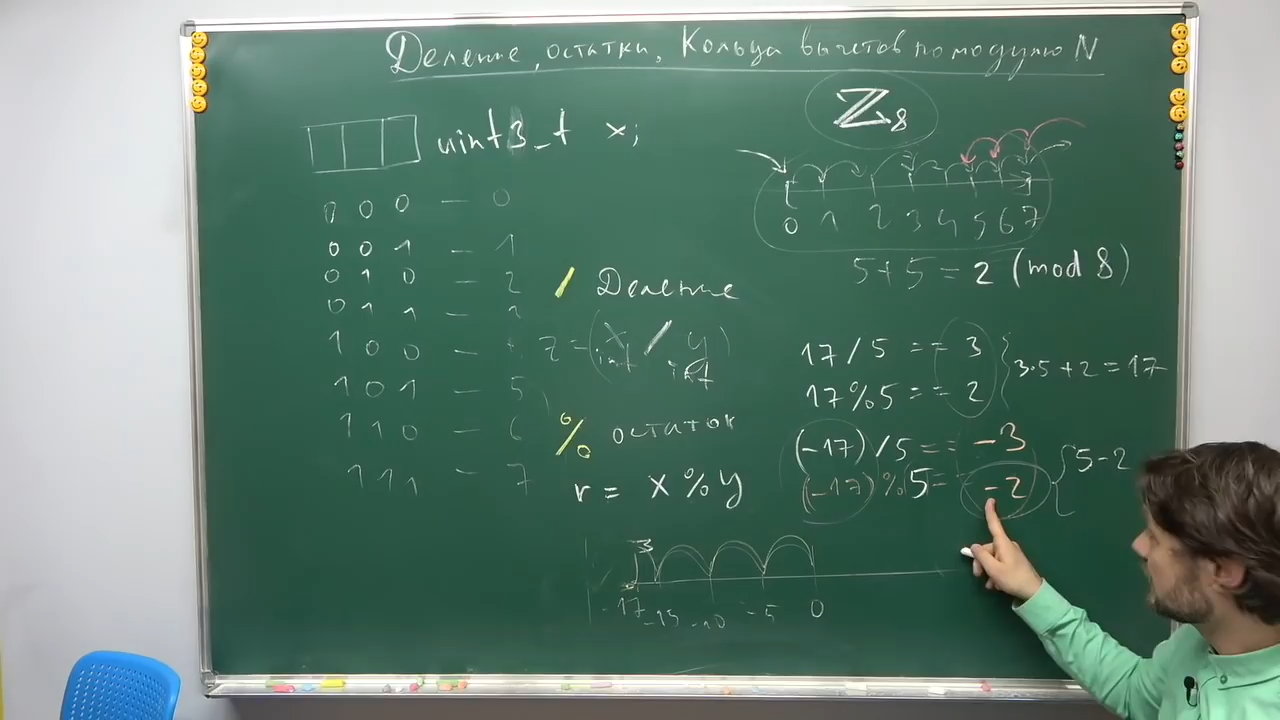 Деление, остатки, Кольца вычетов по модулю N
uint3_t x;
ℤ8
0 0 0 — 0
0 0 1 — 1
0 1 0 — 2
0 1 1 —
1 0 0 —
1 0 1 — 5
1 1 0 — 6
1 1 1 — 7
0 1 2 3 4 5 6 7
5+5=2 (mod 8)
/ Деление
z = (x / y)
int int
% остаток
r = x % y
17/5 == 3
17%5 == 2
3·5+2=17
(-17)/5 == -3
(-17)%5 = -2
5-2
3
-17 -15 -10 -5 0